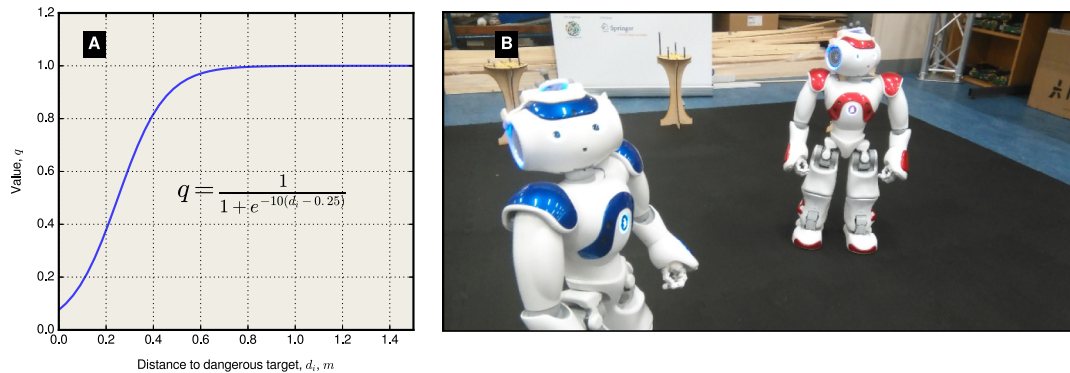 A
1.2
1.0
0.8
0.6
0.4
0.2
0.0
Value, q
q = \frac{1}{1+e^{-10(d_i-0.25)}}
0.0 0.2 0.4 0.6 0.8 1.0 1.2 1.4
Distance to dangerous target, d_i, m
B
Springer